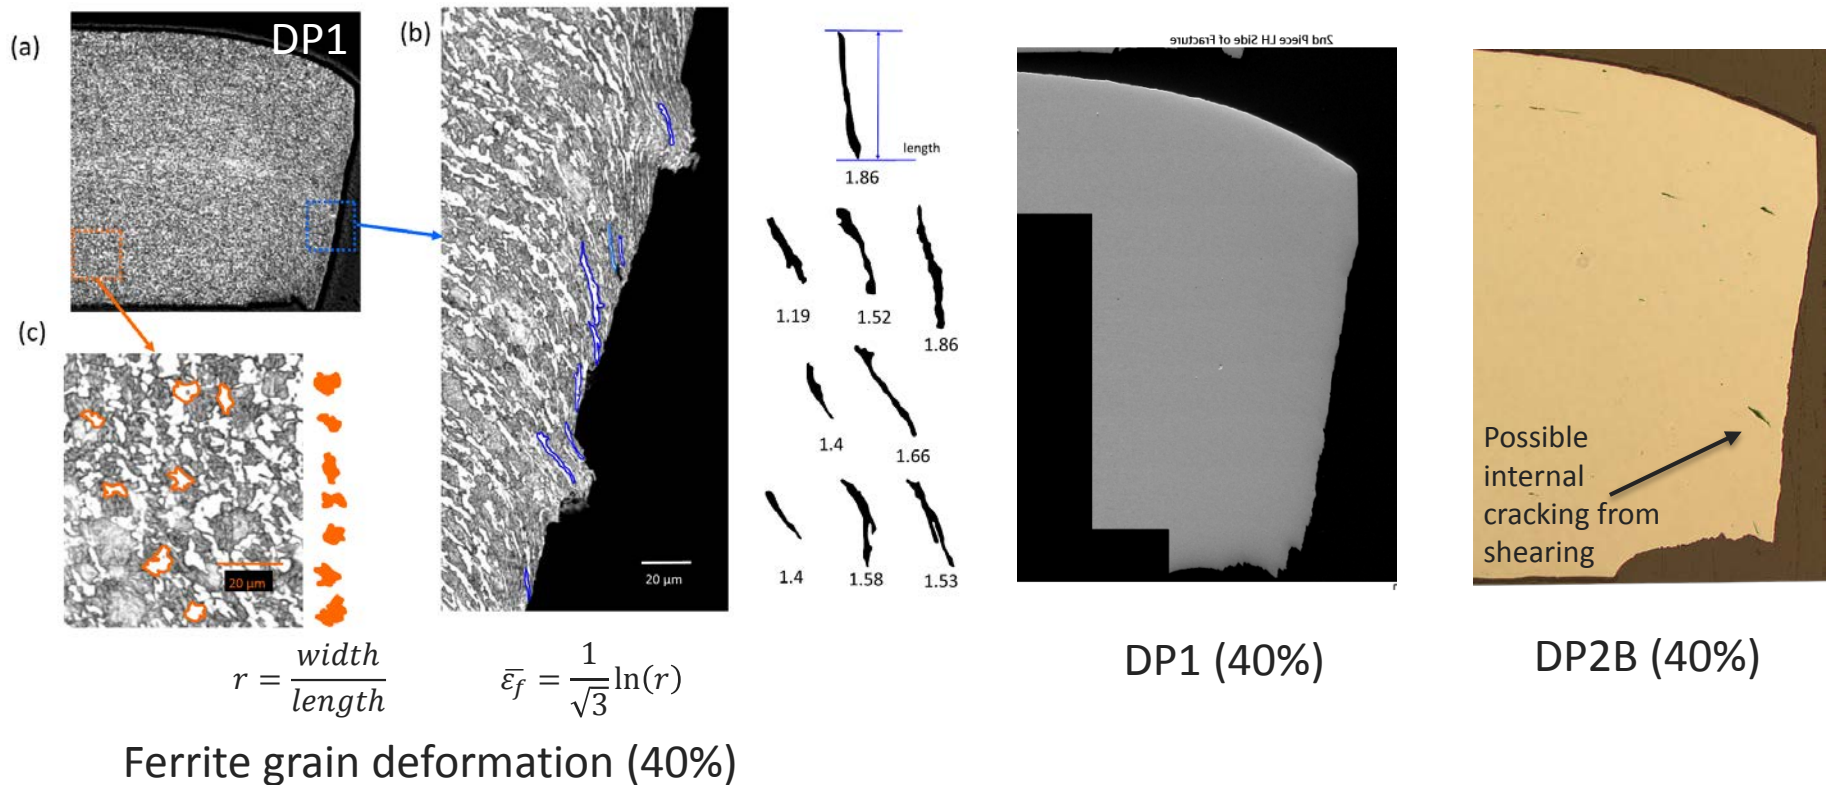 (a)
DP1
(b)
length
1.86
1.19
1.52
1.86
1.4
1.66
1.4
1.58
1.53
20 µm
(c)
20 µm
r = width / length
ε̄_f = 1/√3 ln(r)
Ferrite grain deformation (40%)
2nd Piece LH Side of Fracture
DP1 (40%)
Possible
internal
cracking from
shearing
DP2B (40%)